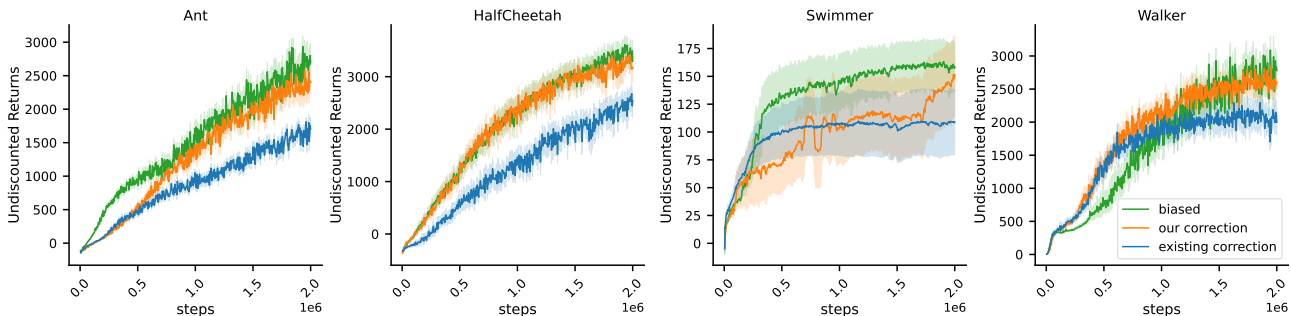 Ant
Undiscounted Returns
3000
2500
2000
1500
1000
500
0
0.0
0.5
1.0
1.5
2.0
1e6
steps
HalfCheetah
Undiscounted Returns
3000
2000
1000
0
0.0
0.5
1.0
1.5
2.0
1e6
steps
Swimmer
Undiscounted Returns
175
150
125
100
75
50
25
0
0.0
0.5
1.0
1.5
2.0
1e6
steps
Walker
Undiscounted Returns
3000
2500
2000
1500
1000
500
0
biased
our correction
existing correction
0.0
0.5
1.0
1.5
2.0
1e6
steps